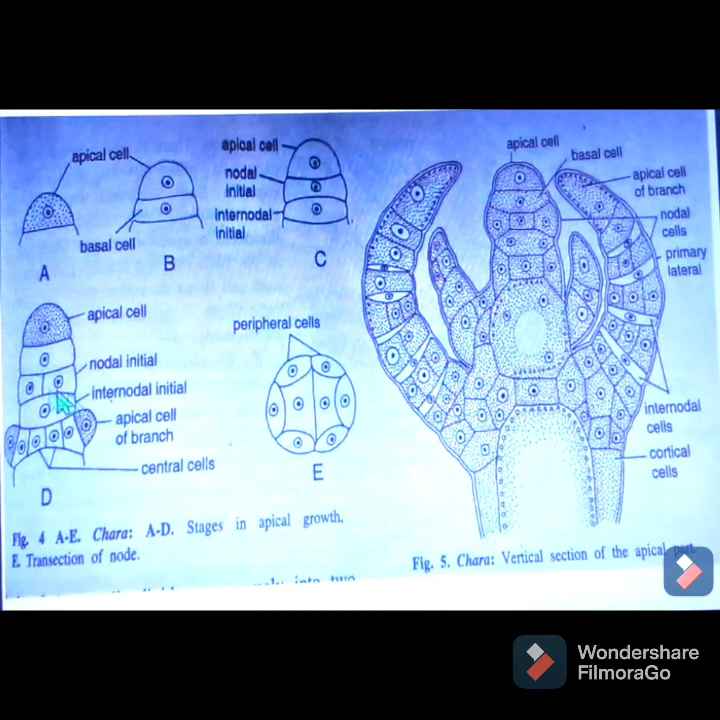 apical cell
basal cell
A
B
apical cell
nodal
initial
internodal
initial
C
apical cell
nodal initial
internodal initial
apical cell
of branch
central cells
D
peripheral cells
E
Fig. 4 A-E. Chara: A-D. Stages in apical growth.
E. Transection of node.
apical cell
basal cell
apical cell
of branch
nodal
cells
primary
lateral
internodal
cells
cortical
cells
Fig. 5. Chara: Vertical section of the apical part.
into two
Wondershare
FilmoraGo